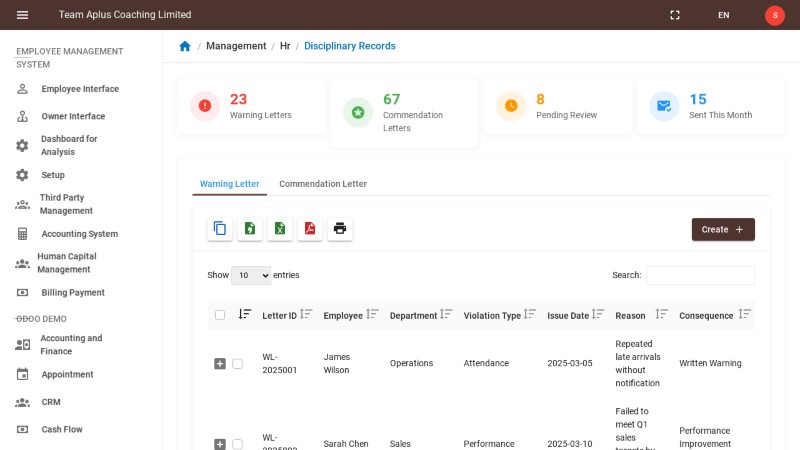 Team Aplus Coaching Limited
EN
S
EMPLOYEE MANAGEMENT
SYSTEM
Employee Interface
Owner Interface
Dashboard for
Analysis
Setup
Third Party
Management
Accounting System
Human Capital
Management
Billing Payment
ODOO DEMO
Accounting and
Finance
Appointment
CRM
Cash Flow
/ Management / Hr / Disciplinary Records
23
Warning Letters
67
Commendation
Letters
8
Pending Review
15
Sent This Month
Warning Letter
Commendation Letter
Create +
Show 10 entries
Search:
Letter ID
Employee
Department
Violation Type
Issue Date
Reason
Consequence
WL-
2025001
James
Wilson
Operations
Attendance
2025-03-05
Repeated
late arrivals
without
notification
Written Warning
WL-
Sarah Chen
Sales
Performance
2025-03-10
Failed to
meet Q1
sales
Performance
Improvement